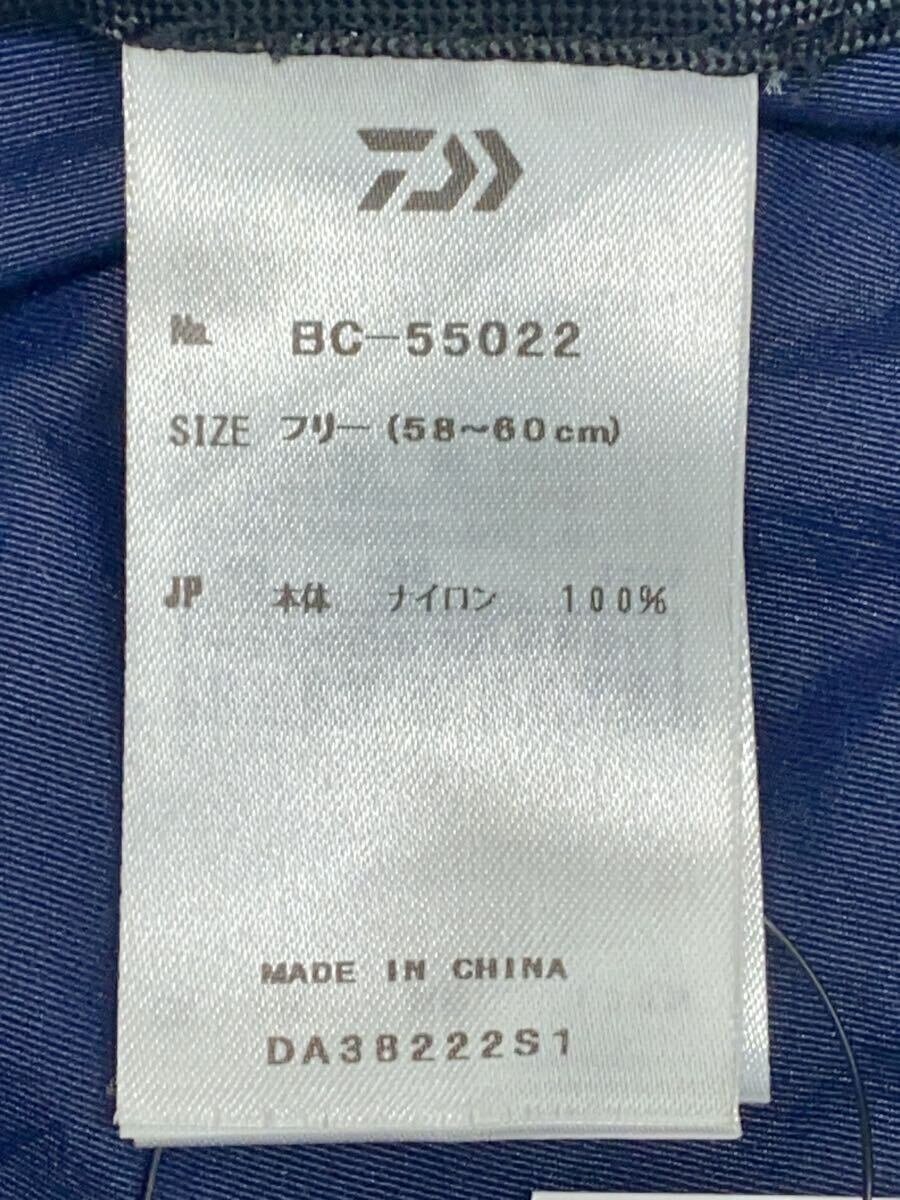 No. BC-55022
SIZE フリー(58~60cm)
JP 本体 ナイロン 100%
MADE IN CHINA
DA38222S1